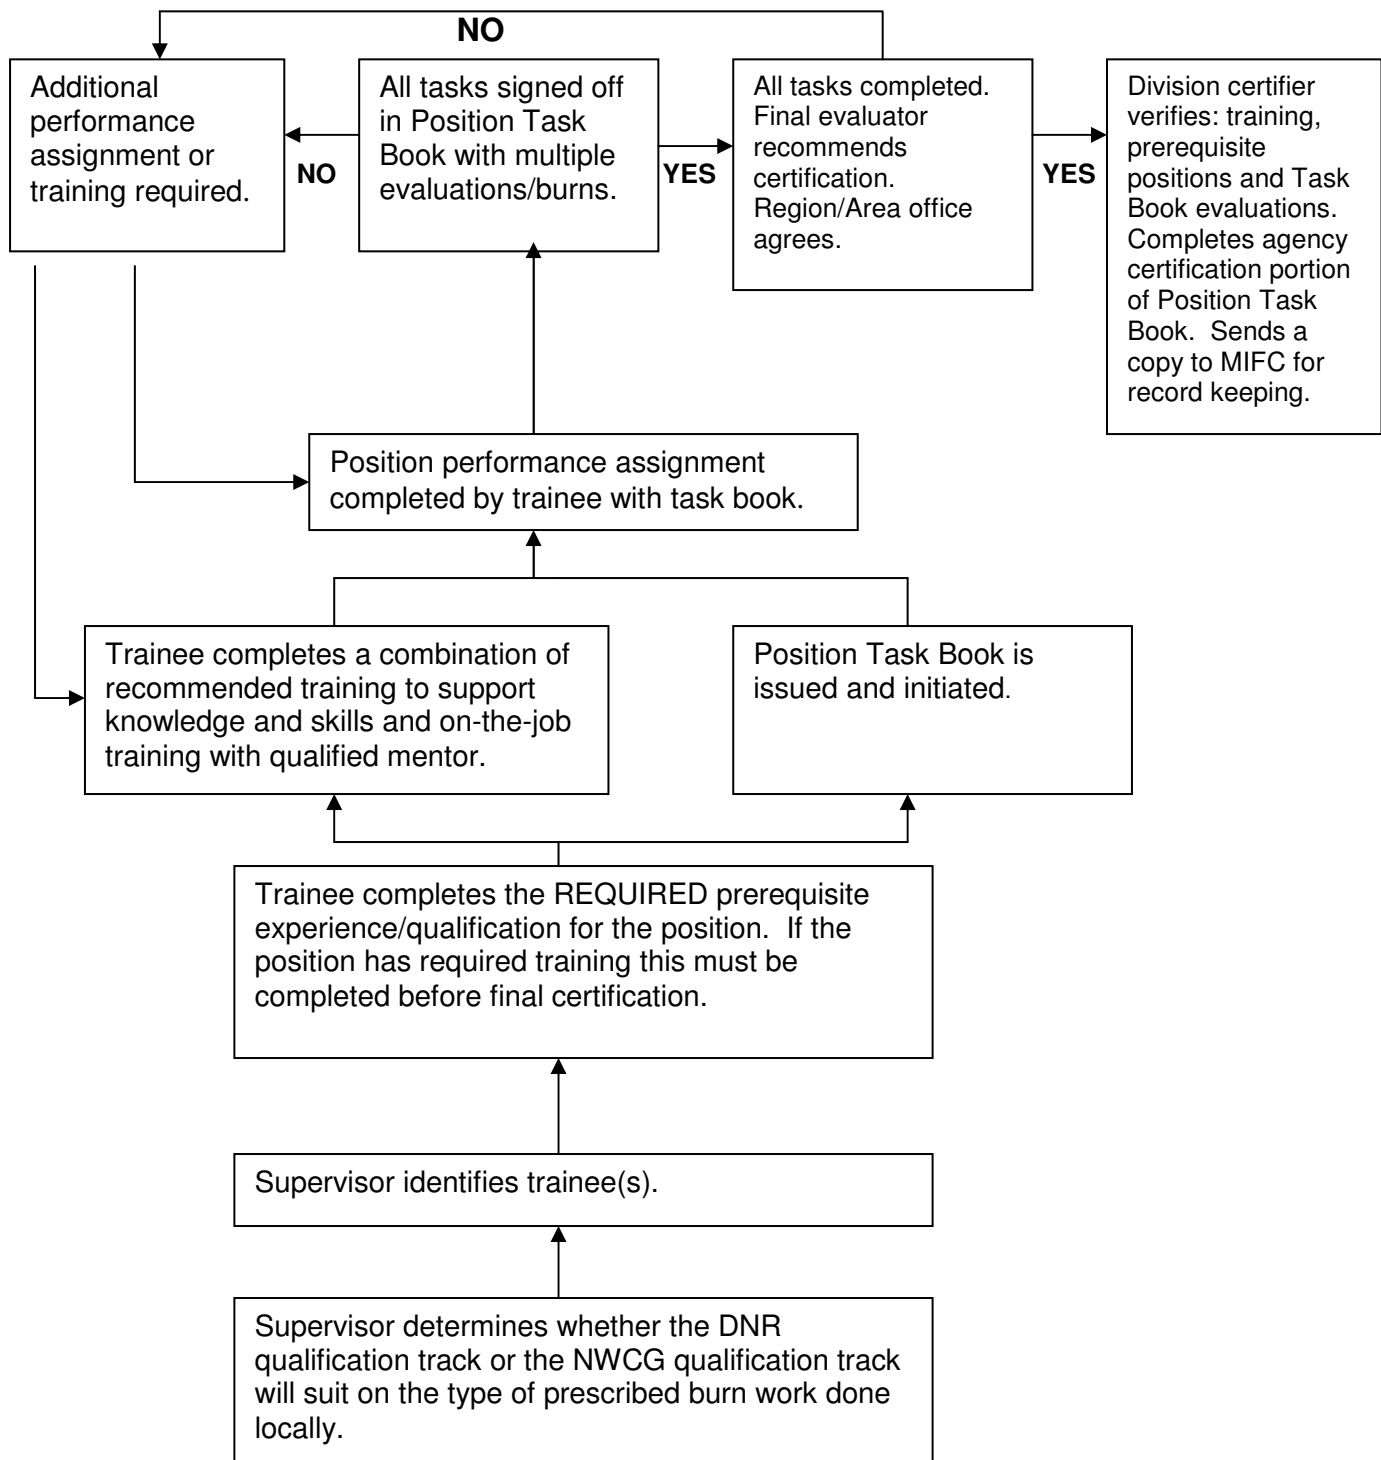 NO
Additional
performance
assignment or
training required.
NO
All tasks signed off
in Position Task
Book with multiple
evaluations/burns.
YES
All tasks completed.
Final evaluator
recommends
certification.
Region/Area office
agrees.
YES
Division certifier
verifies: training,
prerequisite
positions and Task
Book evaluations.
Completes agency
certification portion
of Position Task
Book.  Sends a
copy to MIFC for
record keeping.
Position performance assignment
completed by trainee with task book.
Trainee completes a combination of
recommended training to support
knowledge and skills and on-the-job
training with qualified mentor.
Position Task Book is
issued and initiated.
Trainee completes the REQUIRED prerequisite
experience/qualification for the position.  If the
position has required training this must be
completed before final certification.
Supervisor identifies trainee(s).
Supervisor determines whether the DNR
qualification track or the NWCG qualification track
will suit on the type of prescribed burn work done
locally.